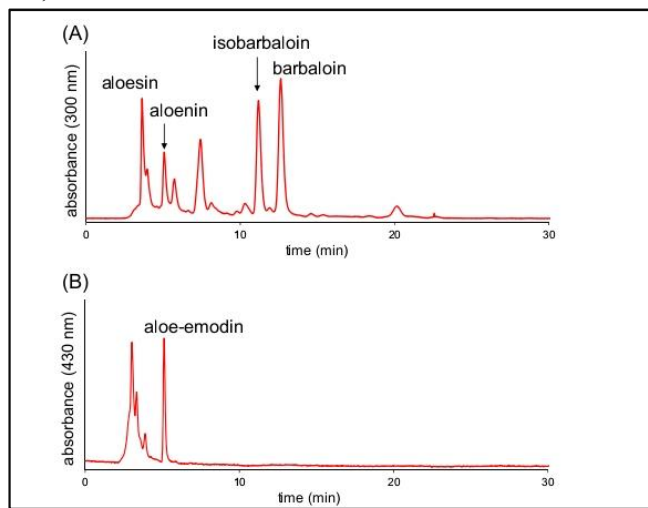 (A)
isobarbaloin
barbaloin
aloesin
aloenin
absorbance (300 nm)
0 10 20 30
time (min)
(B)
aloe-emodin
absorbance (430 nm)
0 10 20 30
time (min)